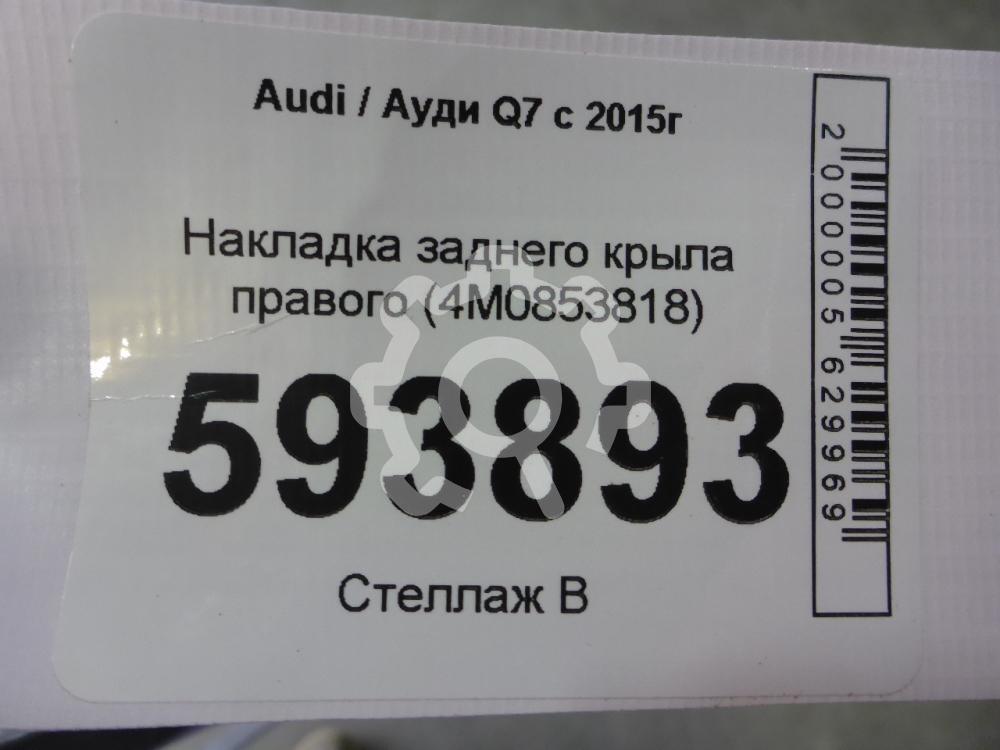 Audi / Ауди Q7 с 2015г
Накладка заднего крыла
правого (4M0853818)
593893
Стеллаж В
2000005629969